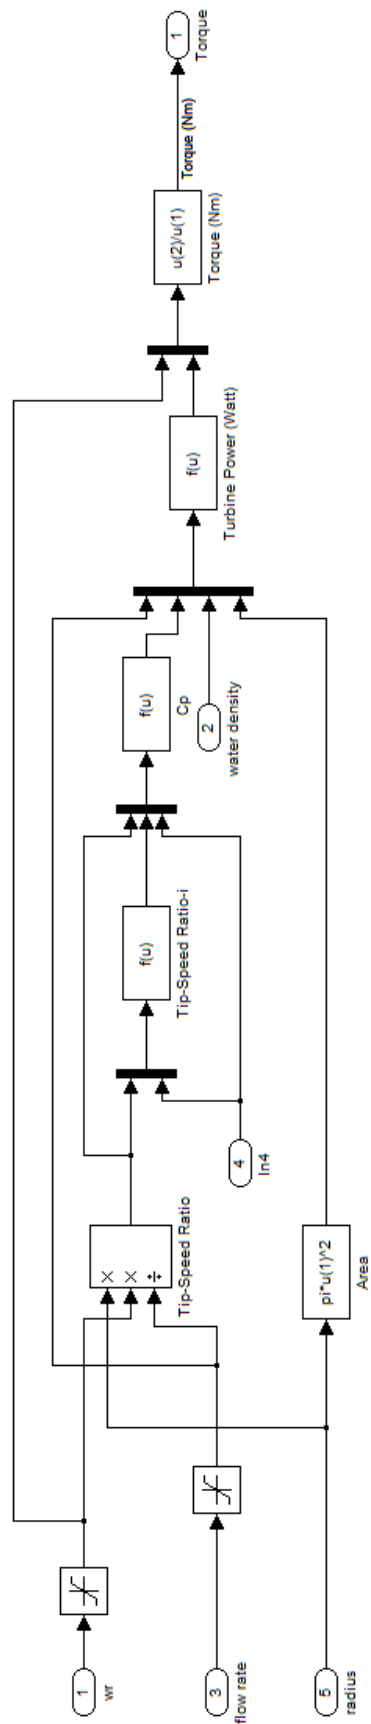 1
wr
3
flow rate
5
radius
×
×
÷
Tip-Speed Ratio
pi*u(1)^2
Area
4
In4
f(u)
Tip-Speed Ratio-i
f(u)
Cp
2
water density
f(u)
Turbine Power (Watt)
u(2)/u(1)
Torque (Nm)
Torque (Nm)
1
Torque